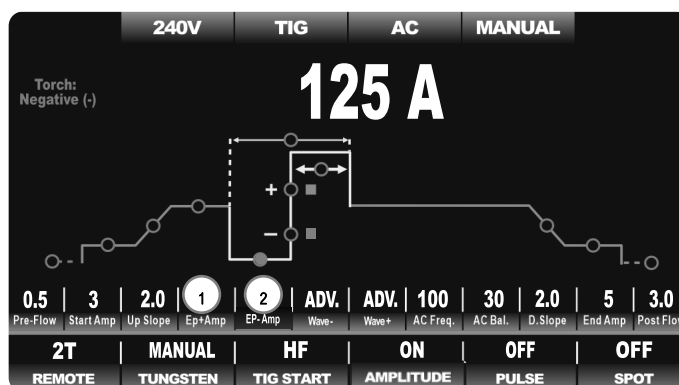 240V TIG AC MANUAL
125 A
Torch:
Negative (-)
+
−
0.5 3 2.0 1 2 ADV. ADV. 100 30 2.0 5 3.0
Pre-Flow Start Amp Up Slope Ep+Amp EP- Amp Wave- Wave+ AC Freq. AC Bal. D.Slope End Amp Post Flow
2T MANUAL HF ON OFF OFF
REMOTE TUNGSTEN TIG START AMPLITUDE PULSE SPOT